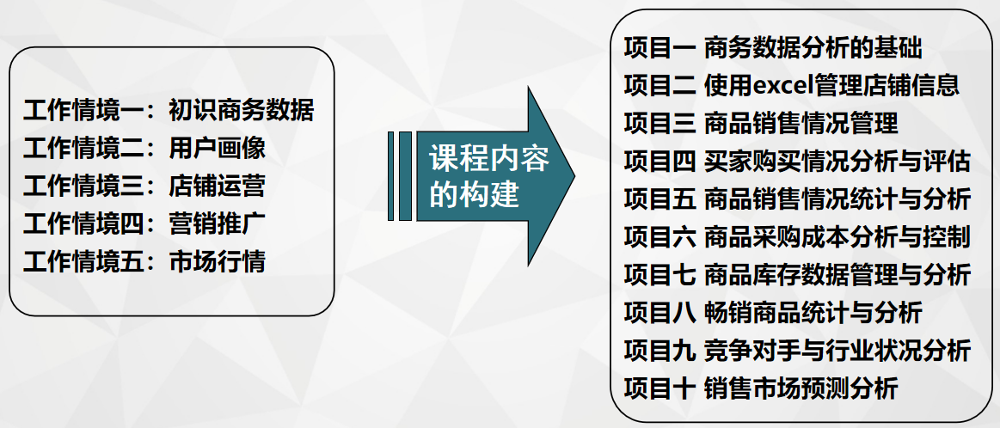 工作情境一：初识商务数据
工作情境二：用户画像
工作情境三：店铺运营
工作情境四：营销推广
工作情境五：市场行情
课程内容
的构建
项目一 商务数据分析的基础
项目二 使用excel管理店铺信息
项目三 商品销售情况管理
项目四 买家购买情况分析与评估
项目五 商品销售情况统计与分析
项目六 商品采购成本分析与控制
项目七 商品库存数据管理与分析
项目八 畅销商品统计与分析
项目九 竞争对手与行业状况分析
项目十 销售市场预测分析